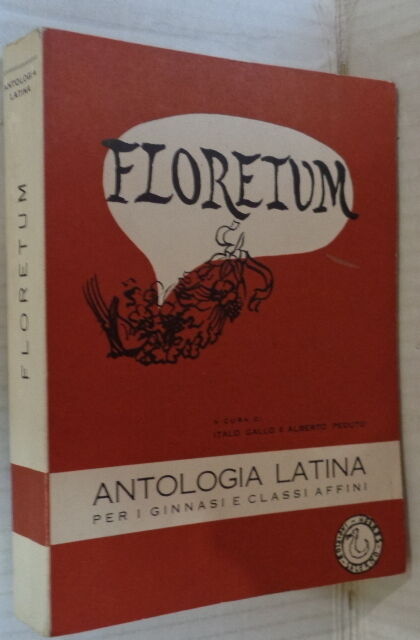 ANTOLOGIA
LATINA
FLORETUM
FLORETUM
A CURA DI
ITALO GALLO E ALBERTO PEDUTO
ANTOLOGIA LATINA
PER I GINNASI E CLASSI AFFINI